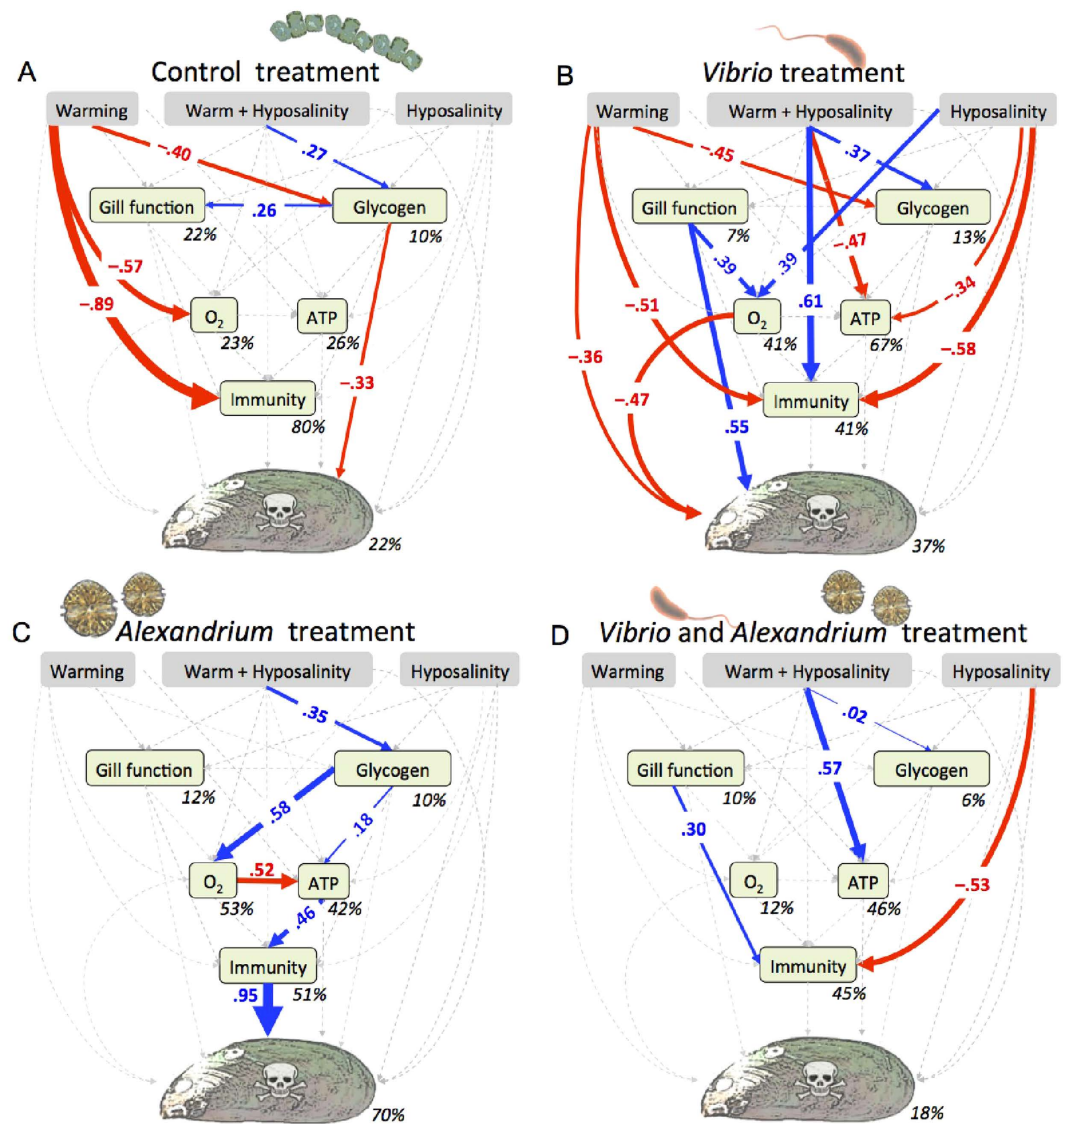 A
Control treatment
Warming
Warm + Hyposalinity
Hyposalinity
−.40
.27
Gill function
.26
Glycogen
22%
10%
−.57
−.89
O2
ATP
23%
26%
−.33
Immunity
80%
22%
B
Vibrio treatment
Warming
Warm + Hyposalinity
Hyposalinity
−.45
.37
Gill function
Glycogen
7%
13%
.39
.39
−.47
−.34
−.51
.61
O2
ATP
41%
67%
−.58
−.36
−.47
Immunity
.55
41%
37%
C
Alexandrium treatment
Warming
Warm + Hyposalinity
Hyposalinity
.35
Gill function
Glycogen
12%
10%
.58
.18
O2
.52
ATP
53%
42%
.46
Immunity
.95
51%
70%
D
Vibrio and Alexandrium treatment
Warming
Warm + Hyposalinity
Hyposalinity
.02
.57
Gill function
Glycogen
10%
6%
.30
O2
ATP
12%
46%
−.53
Immunity
45%
18%